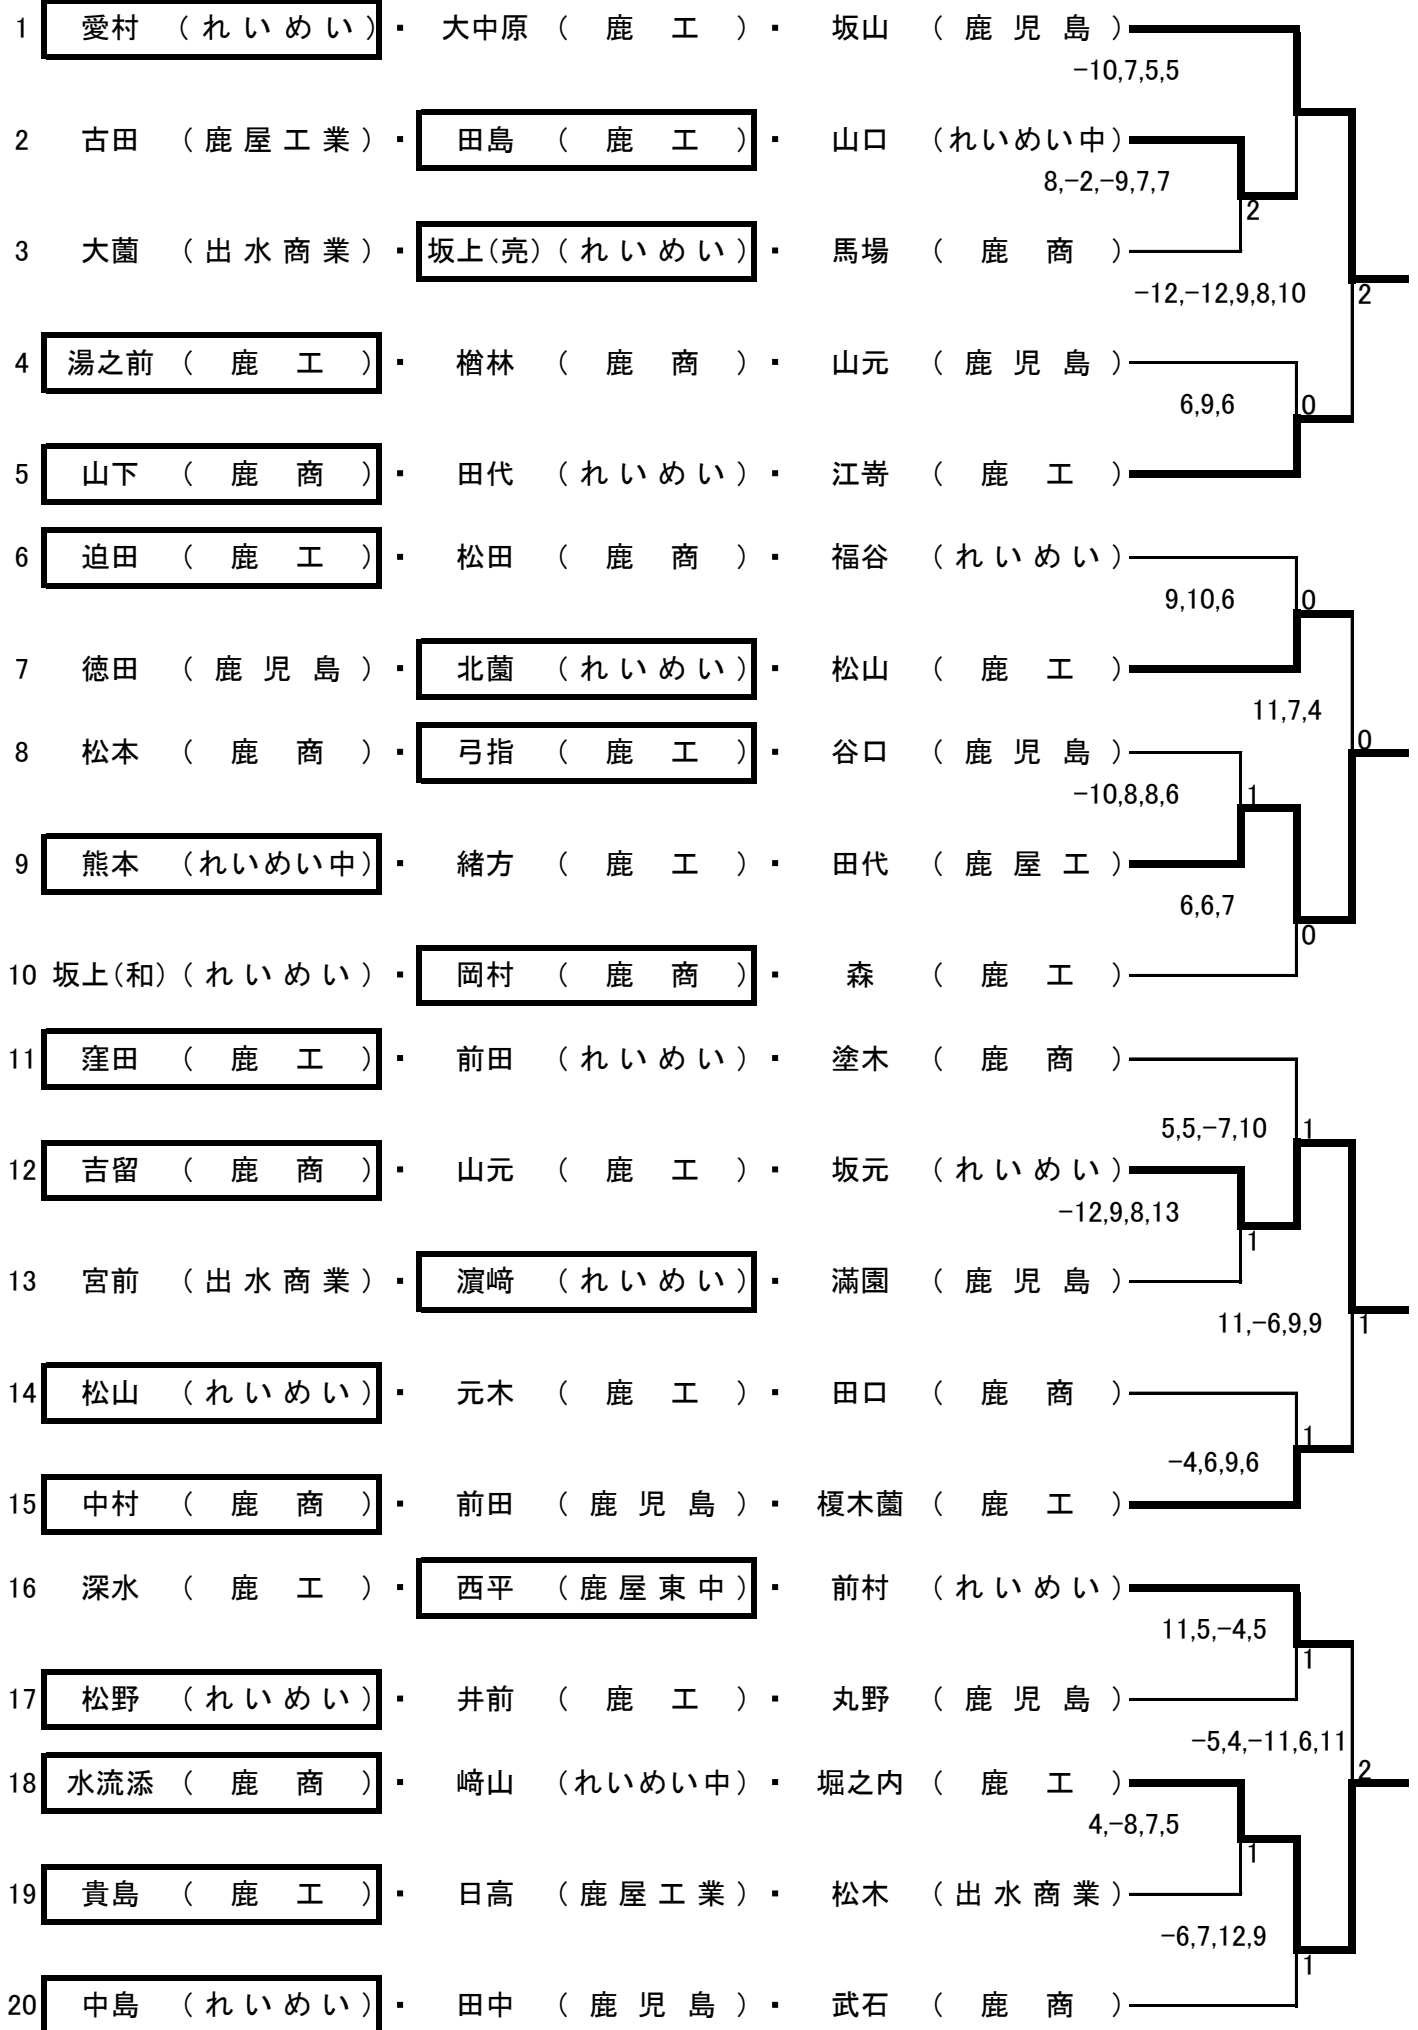 1 愛村 (れいめい)・ 大中原 ( 鹿 工 )・ 坂山 ( 鹿 児 島 )
-10,7,5,5
2 古田 (鹿屋工業)・ 田島 ( 鹿 工 )・ 山口 (れいめい中)
8,-2,-9,7,7
2
3 大薗 (出水商業)・ 坂上(亮)(れいめい)・ 馬場 ( 鹿 商 )
-12,-12,9,8,10 2
4 湯之前 ( 鹿 工 )・ 楢林 ( 鹿 商 )・ 山元 ( 鹿 児 島 )
6,9,6 0
5 山下 ( 鹿 商 )・ 田代 (れいめい)・ 江嵜 ( 鹿 工 )
6 迫田 ( 鹿 工 )・ 松田 ( 鹿 商 )・ 福谷 (れいめい)
9,10,6 0
7 徳田 ( 鹿 児 島 )・ 北薗 (れいめい)・ 松山 ( 鹿 工 )
11,7,4
0
8 松本 ( 鹿 商 )・ 弓指 ( 鹿 工 )・ 谷口 ( 鹿 児 島 )
-10,8,8,6 1
9 熊本 (れいめい中)・ 緒方 ( 鹿 工 )・ 田代 ( 鹿 屋 工 )
6,6,7
0
10 坂上(和)(れいめい)・ 岡村 ( 鹿 商 )・ 森 ( 鹿 工 )
11 窪田 ( 鹿 工 )・ 前田 (れいめい)・ 塗木 ( 鹿 商 )
5,5,-7,10 1
12 吉留 ( 鹿 商 )・ 山元 ( 鹿 工 )・ 坂元 (れいめい)
-12,9,8,13
1
13 宮前 (出水商業)・ 濵﨑 (れいめい)・ 滿園 ( 鹿 児 島 )
11,-6,9,9 1
14 松山 (れいめい)・ 元木 ( 鹿 工 )・ 田口 ( 鹿 商 )
1
-4,6,9,6
15 中村 ( 鹿 商 )・ 前田 ( 鹿 児 島 )・ 榎木薗 ( 鹿 工 )
16 深水 ( 鹿 工 )・ 西平 (鹿屋東中)・ 前村 (れいめい)
11,5,-4,5
1
17 松野 (れいめい)・ 井前 ( 鹿 工 )・ 丸野 ( 鹿 児 島 )
-5,4,-11,6,11
2
18 水流添 ( 鹿 商 )・ 﨑山 (れいめい中)・ 堀之内 ( 鹿 工 )
4,-8,7,5
1
19 貴島 ( 鹿 工 )・ 日高 (鹿屋工業)・ 松木 (出水商業)
-6,7,12,9
1
20 中島 (れいめい)・ 田中 ( 鹿 児 島 )・ 武石 ( 鹿 商 )